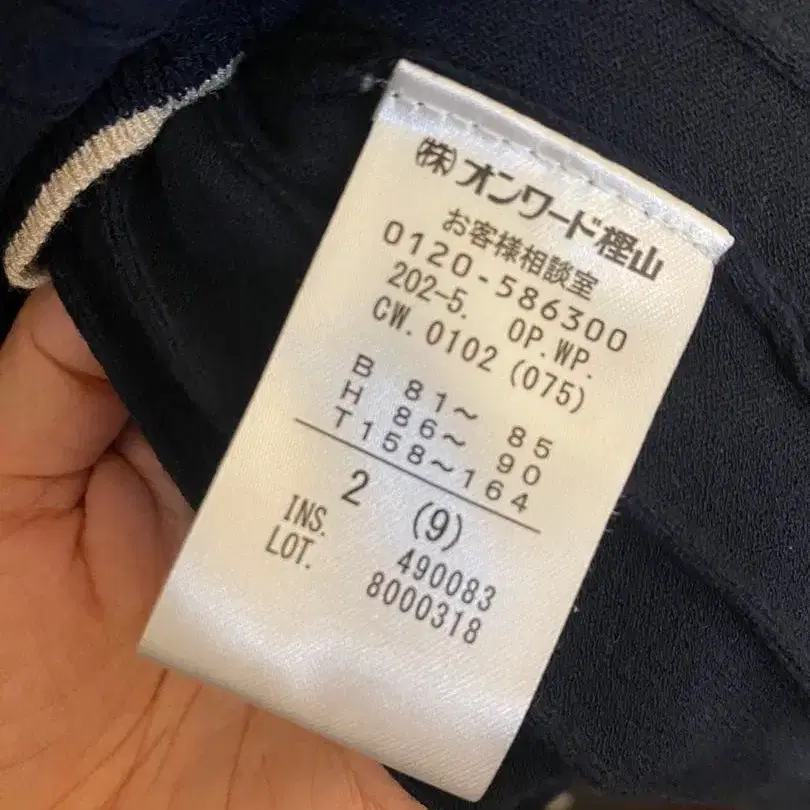 ㈱オンワード樫山
お客様相談室
0120-586300
202-5. OP.WP.
CW.0102(075)
B 81～ 85
H 86～ 90
T158～164
2 (9)
INS. 490083
LOT. 8000318